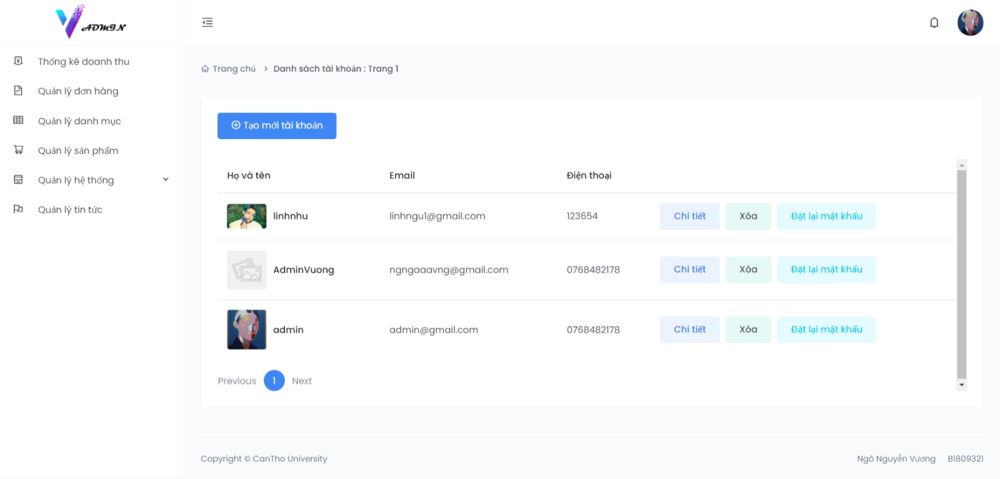 ADMIN
Thống kê doanh thu
Quản lý đơn hàng
Quản lý danh mục
Quản lý sản phẩm
Quản lý hệ thống
Quản lý tin tức
Trang chủ > Danh sách tài khoản : Trang 1
Tạo mới tài khoản
Họ và tên Email Điện thoại
linhnhu linhngu1@gmail.com 123654 Chi tiết Xóa Đặt lại mật khẩu
AdminVuong ngngaaavng@gmail.com 0768482178 Chi tiết Xóa Đặt lại mật khẩu
admin admin@gmail.com 0768482178 Chi tiết Xóa Đặt lại mật khẩu
Previous 1 Next
Copyright © CanTho University Ngô Nguyễn Vương B1809321